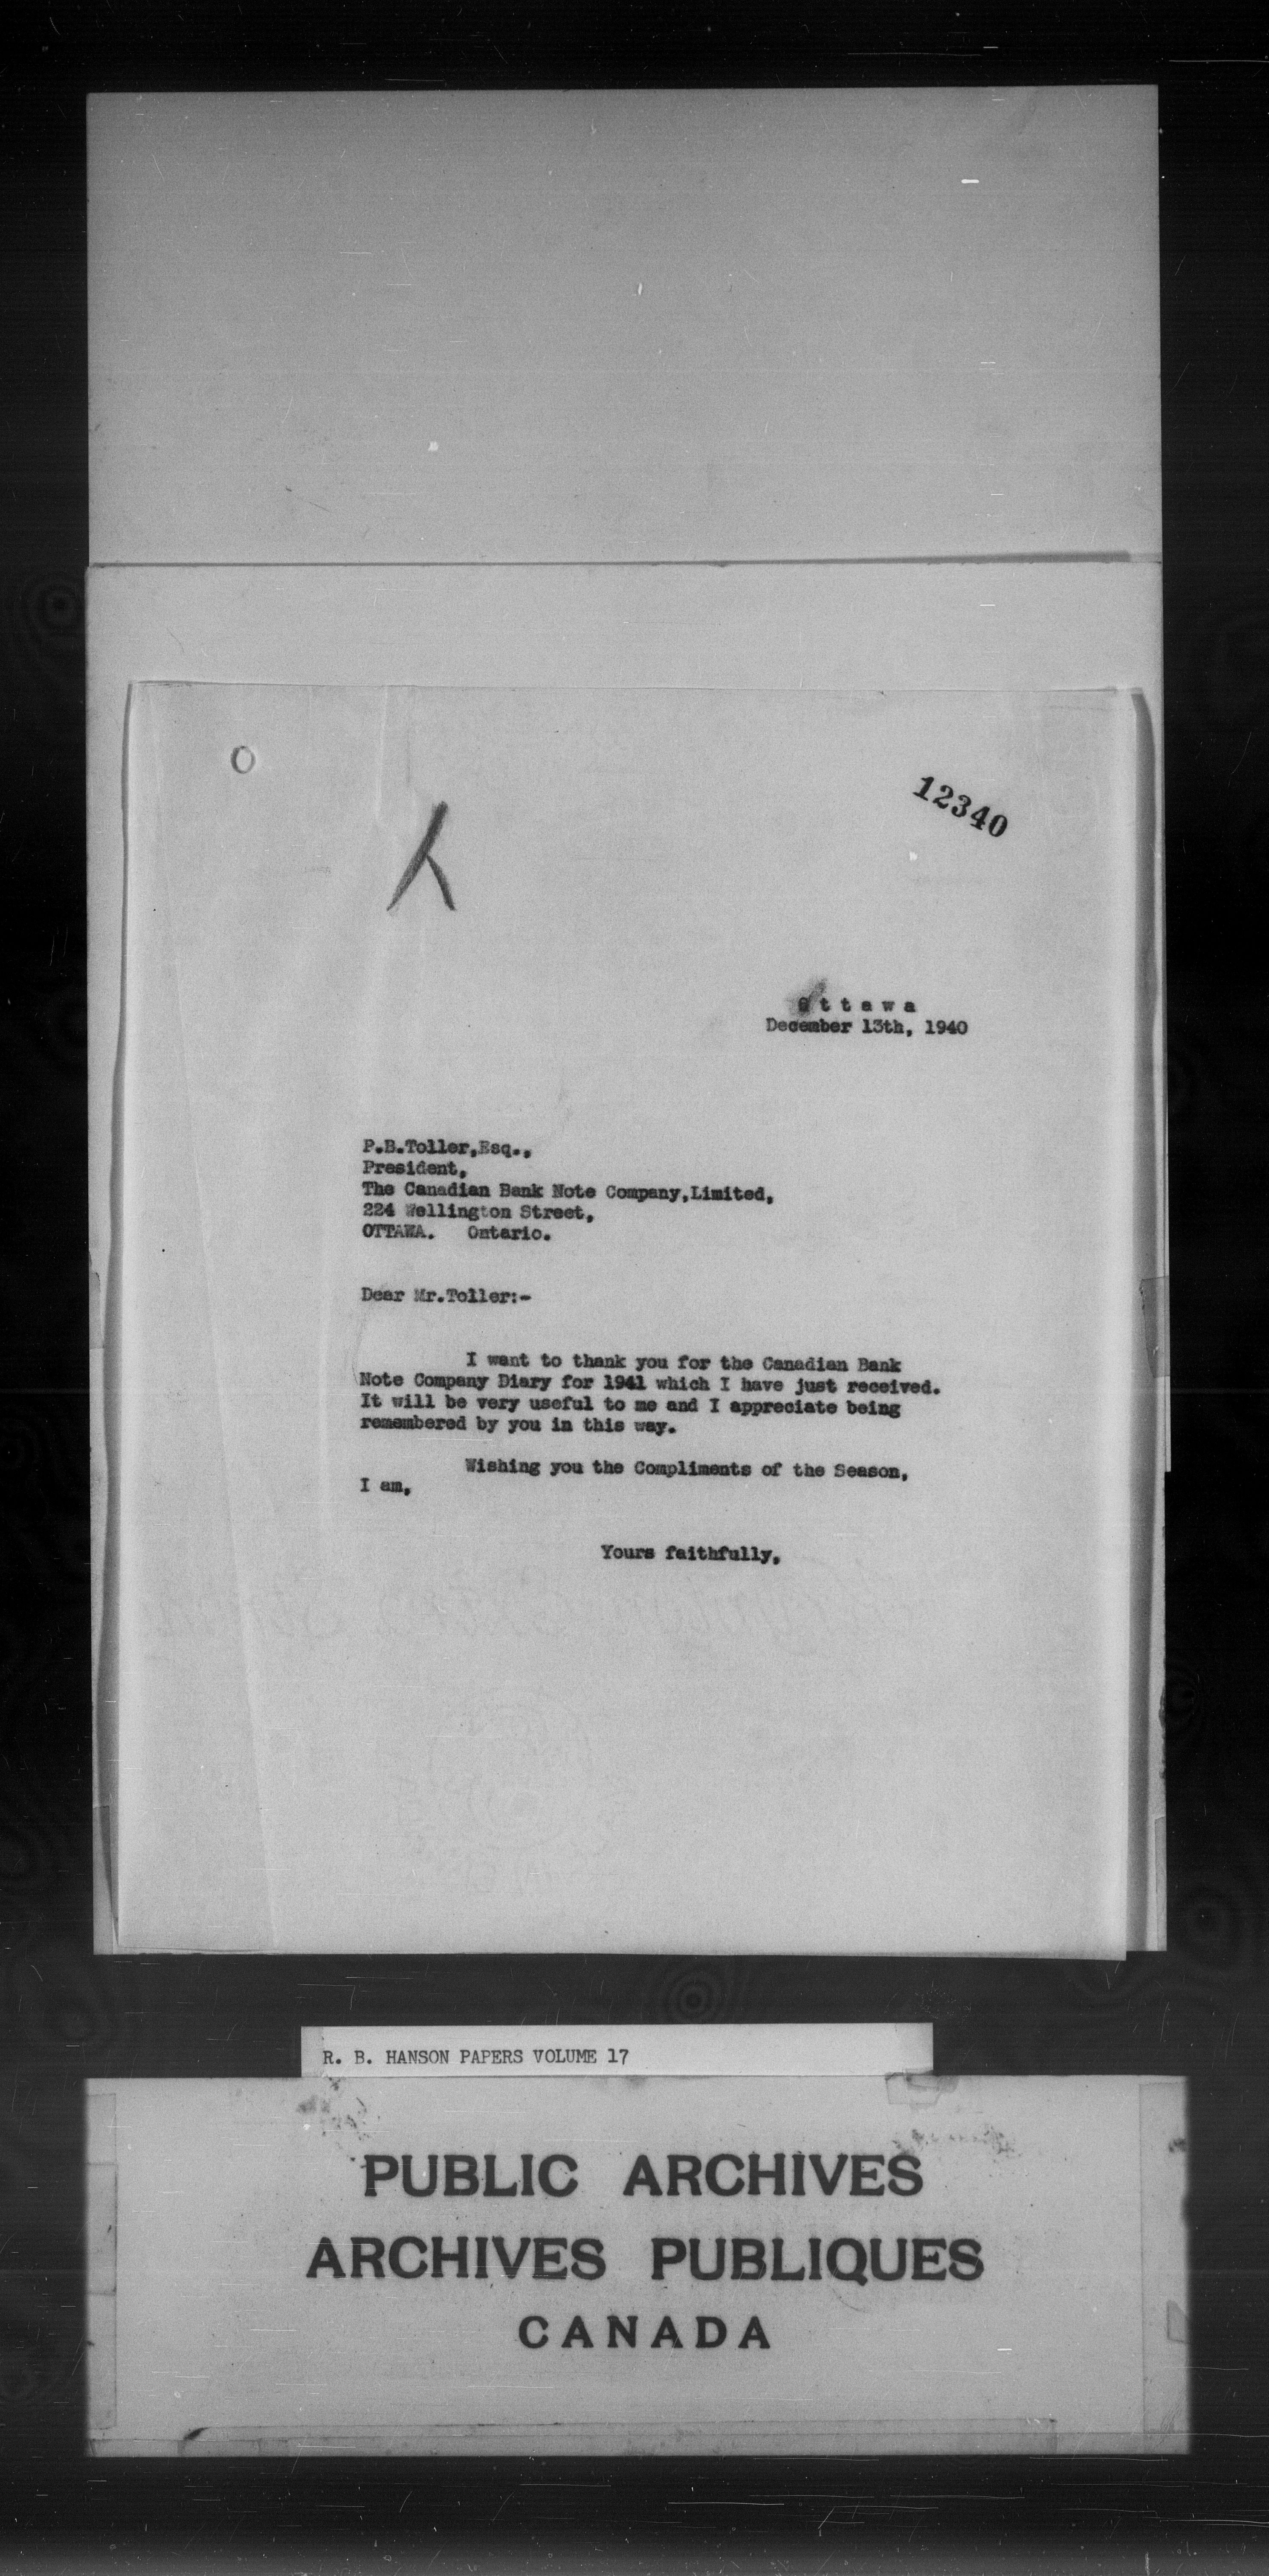 12340
Ottawa
December 13th, 1940
P.B.Toller,Esq.,
President,
The Canadian Bank Note Company,Limited,
224 Wellington Street,
OTTAWA. Ontario.
Dear Mr.Toller:-
I want to thank you for the Canadian Bank
Note Company Diary for 1941 which I have just received.
It will be very useful to me and I appreciate being
remembered by you in this way.
Wishing you the Compliments of the Season,
I am,
Yours faithfully,
R. B. HANSON PAPERS VOLUME 17
PUBLIC ARCHIVES
ARCHIVES PUBLIQUES
CANADA